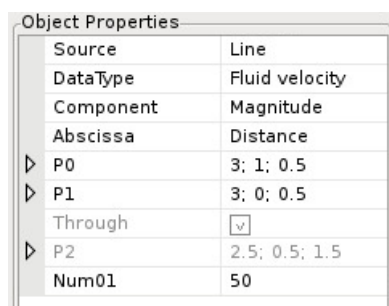 Object Properties
Source Line
DataType Fluid velocity
Component Magnitude
Abscissa Distance
P0 3; 1; 0.5
P1 3; 0; 0.5
Through
P2 2.5; 0.5; 1.5
Num01 50